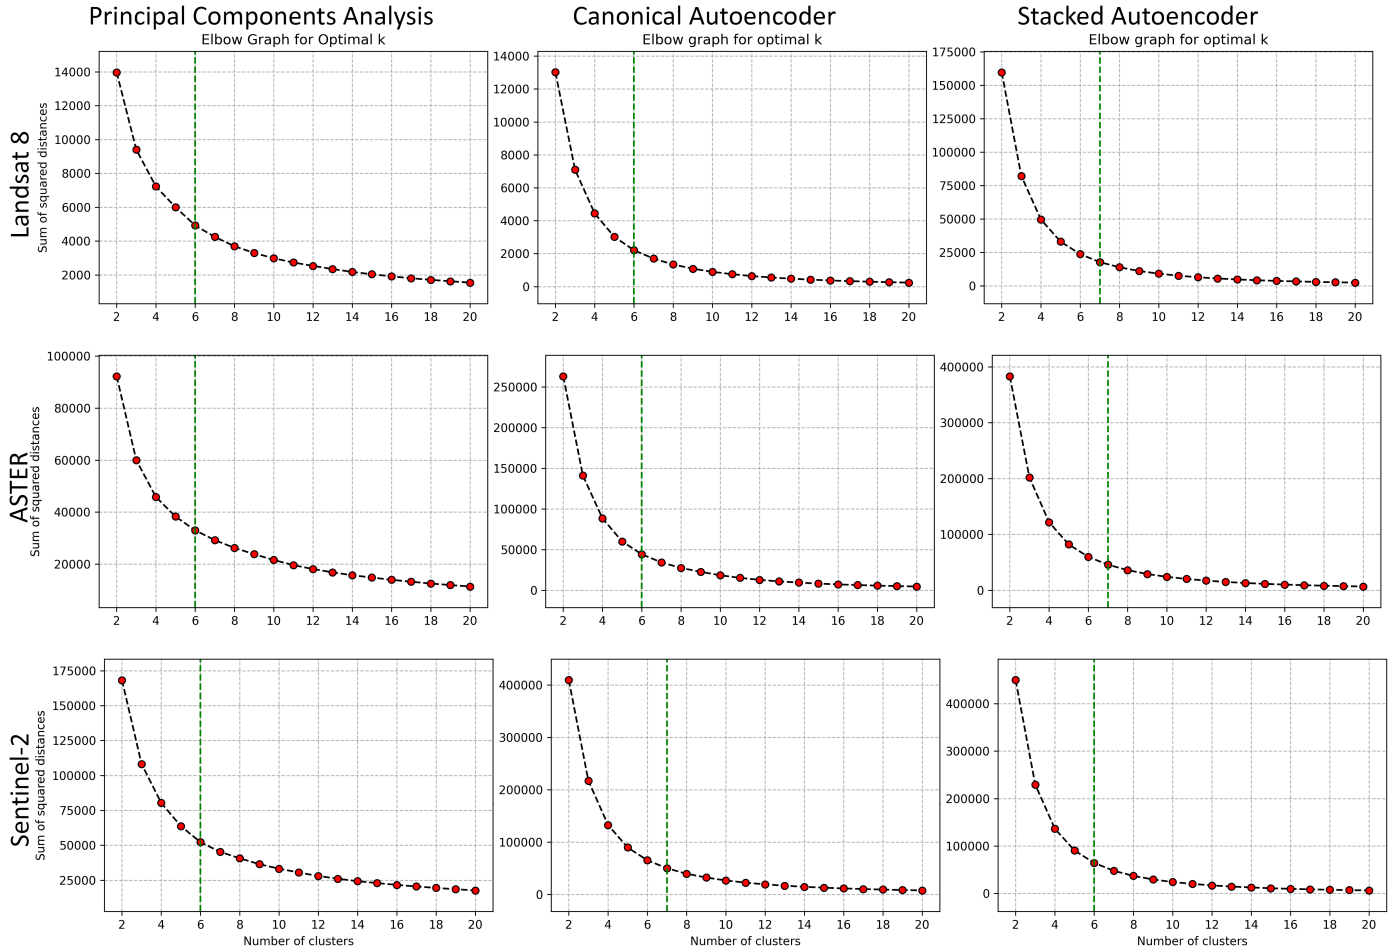 Principal Components Analysis
Canonical Autoencoder
Stacked Autoencoder
Elbow Graph for Optimal k
Elbow graph for optimal k
Elbow graph for optimal k
Landsat 8
Sum of squared distances
14000
12000
10000
8000
6000
4000
2000
2 4 6 8 10 12 14 16 18 20
14000
12000
10000
8000
6000
4000
2000
0
2 4 6 8 10 12 14 16 18 20
175000
150000
125000
100000
75000
50000
25000
0
2 4 6 8 10 12 14 16 18 20
ASTER
Sum of squared distances
100000
80000
60000
40000
20000
2 4 6 8 10 12 14 16 18 20
250000
200000
150000
100000
50000
0
2 4 6 8 10 12 14 16 18 20
400000
300000
200000
100000
0
2 4 6 8 10 12 14 16 18 20
Sentinel-2
Sum of squared distances
175000
150000
125000
100000
75000
50000
25000
2 4 6 8 10 12 14 16 18 20
Number of clusters
400000
300000
200000
100000
0
2 4 6 8 10 12 14 16 18 20
Number of clusters
400000
300000
200000
100000
0
2 4 6 8 10 12 14 16 18 20
Number of clusters